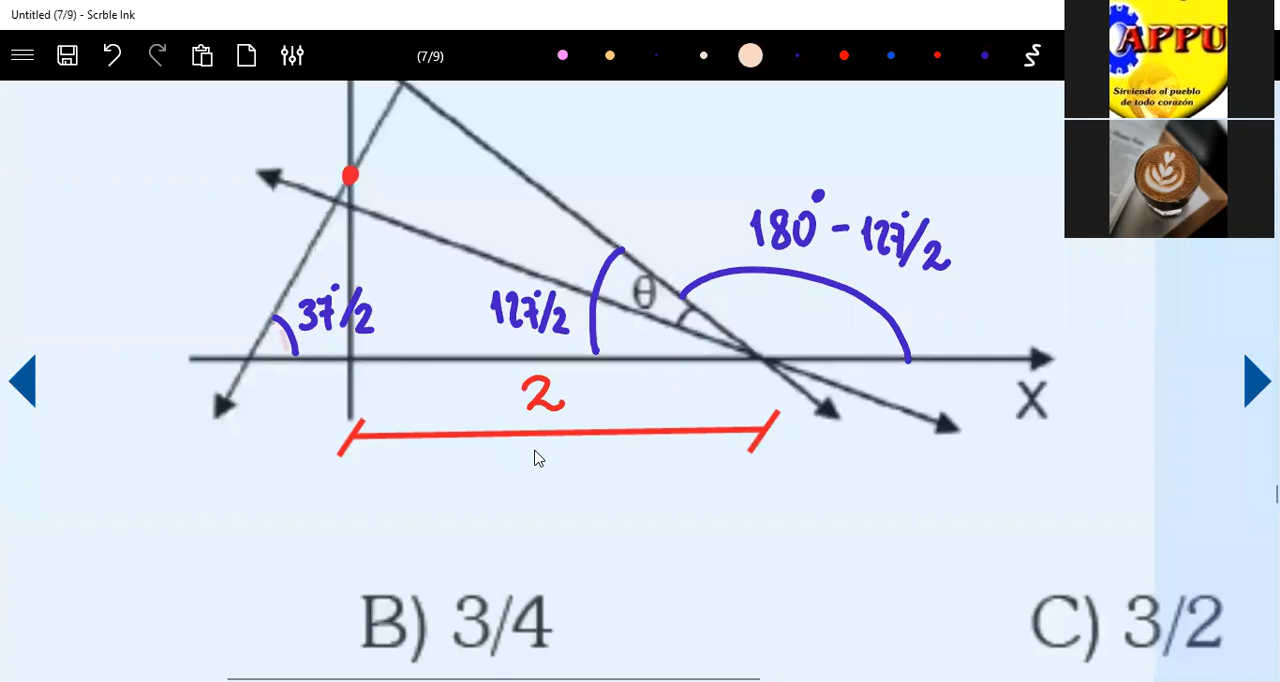 Untitled (7/9) - Scrble Ink
(7/9)
APPU
Sirviendo al pueblo
de todo corazón
180° - 127°/2
37°/2
127°/2
θ
2
X
B) 3/4
C) 3/2